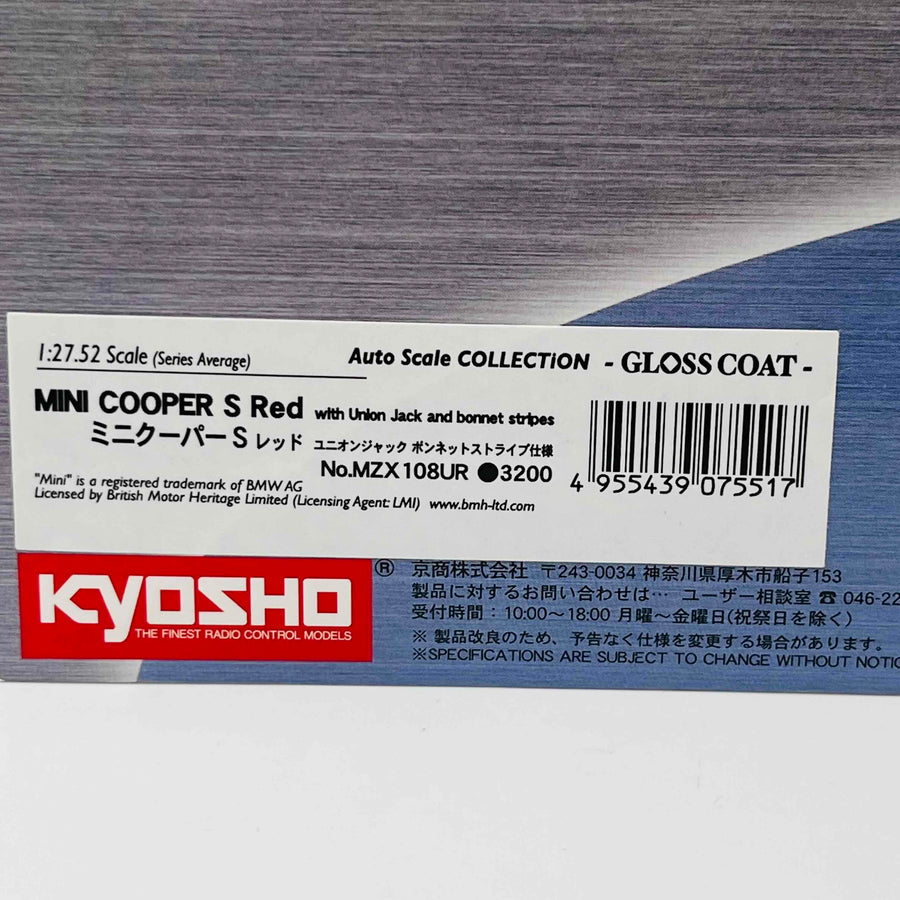 1:27.52 Scale (Series Average)
Auto Scale COLLECTiON - GLOSS COAT -
MINI COOPER S Red with Union Jack and bonnet stripes
ミニクーパー S レッド ユニオンジャック ボンネットストライプ仕様
No.MZX108UR ●3200
4 955439 075517
"Mini" is a registered trademark of BMW AG
Licensed by British Motor Heritage Limited (Licensing Agent: LMI) www.bmh-ltd.com
KYOSHO ®
THE FINEST RADIO CONTROL MODELS
京商株式会社 〒243-0034 神奈川県厚木市船子153
製品に対するお問い合わせは… ユーザー相談室 ☎ 046-22
受付時間：10:00～18:00 月曜～金曜日(祝祭日を除く)
※ 製品改良のため、予告なく仕様を変更する場合があります。
※SPECIFICATIONS ARE SUBJECT TO CHANGE WITHOUT NOTIC